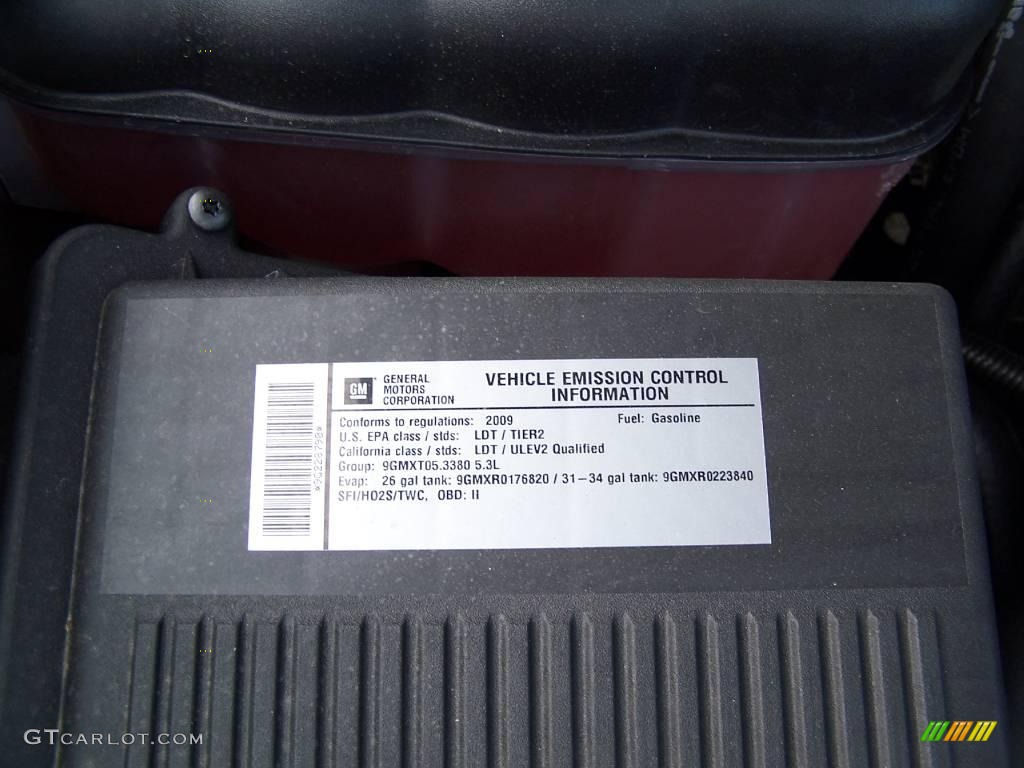 GM
GENERAL
MOTORS
CORPORATION
VEHICLE EMISSION CONTROL
INFORMATION
Conforms to regulations: 2009 Fuel: Gasoline
U.S. EPA class / stds: LDT / TIER2
California class / stds: LDT / ULEV2 Qualified
Group: 9GMXT05.3380 5.3L
Evap: 26 gal tank: 9GMXR0176820 / 31-34 gal tank: 9GMXR0223840
SFI/HO2S/TWC, OBD: II
GTCARLOT.COM